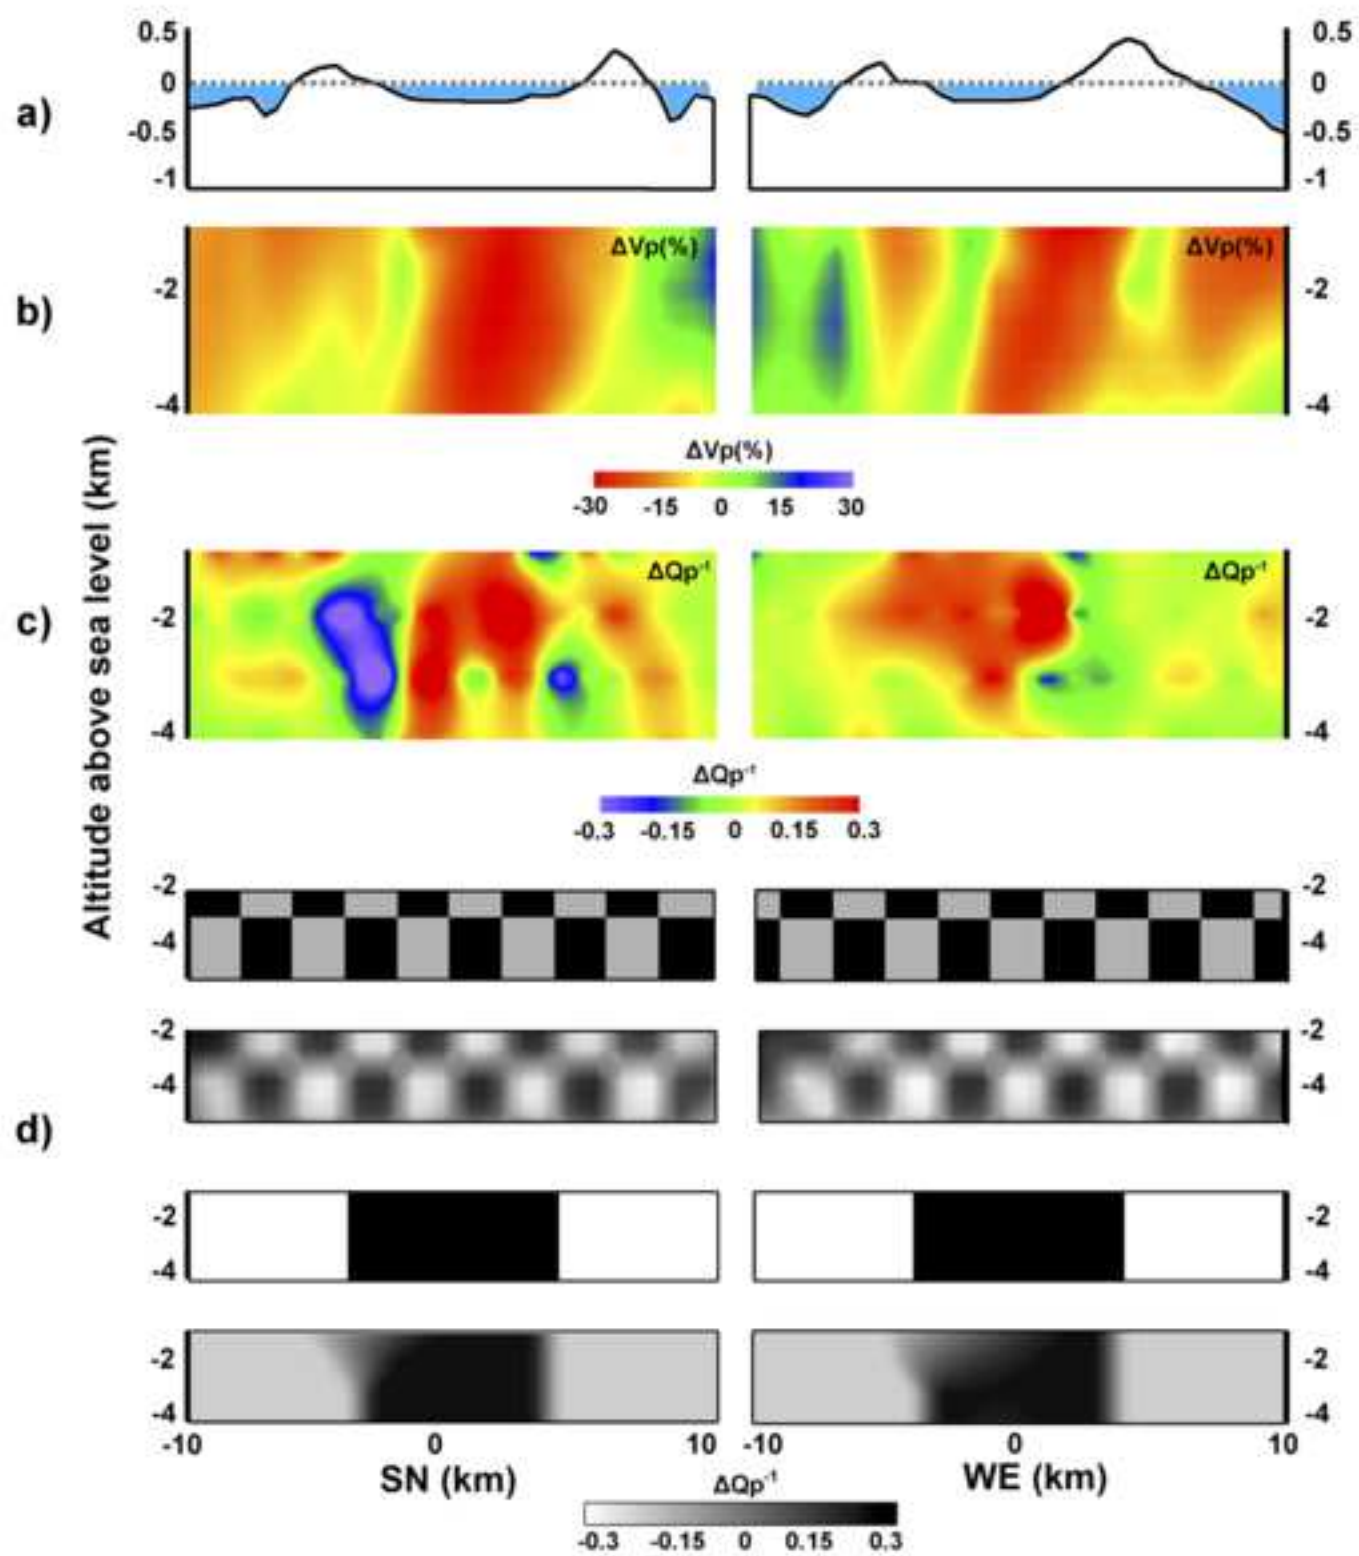 a)
0.5 0.5
0 0
-0.5 -0.5
-1 -1
b)
ΔVp(%) ΔVp(%)
-2 -2
-4 -4
ΔVp(%)
-30 -15 0 15 30
Altitude above sea level (km)
c)
ΔQp⁻¹ ΔQp⁻¹
-2 -2
-4 -4
ΔQp⁻¹
-0.3 -0.15 0 0.15 0.3
d)
-2 -2
-4 -4
-2 -2
-4 -4
-2 -2
-4 -4
-2 -2
-4 -4
-10 0 10 -10 0 10
SN (km) WE (km)
ΔQp⁻¹
-0.3 -0.15 0 0.15 0.3